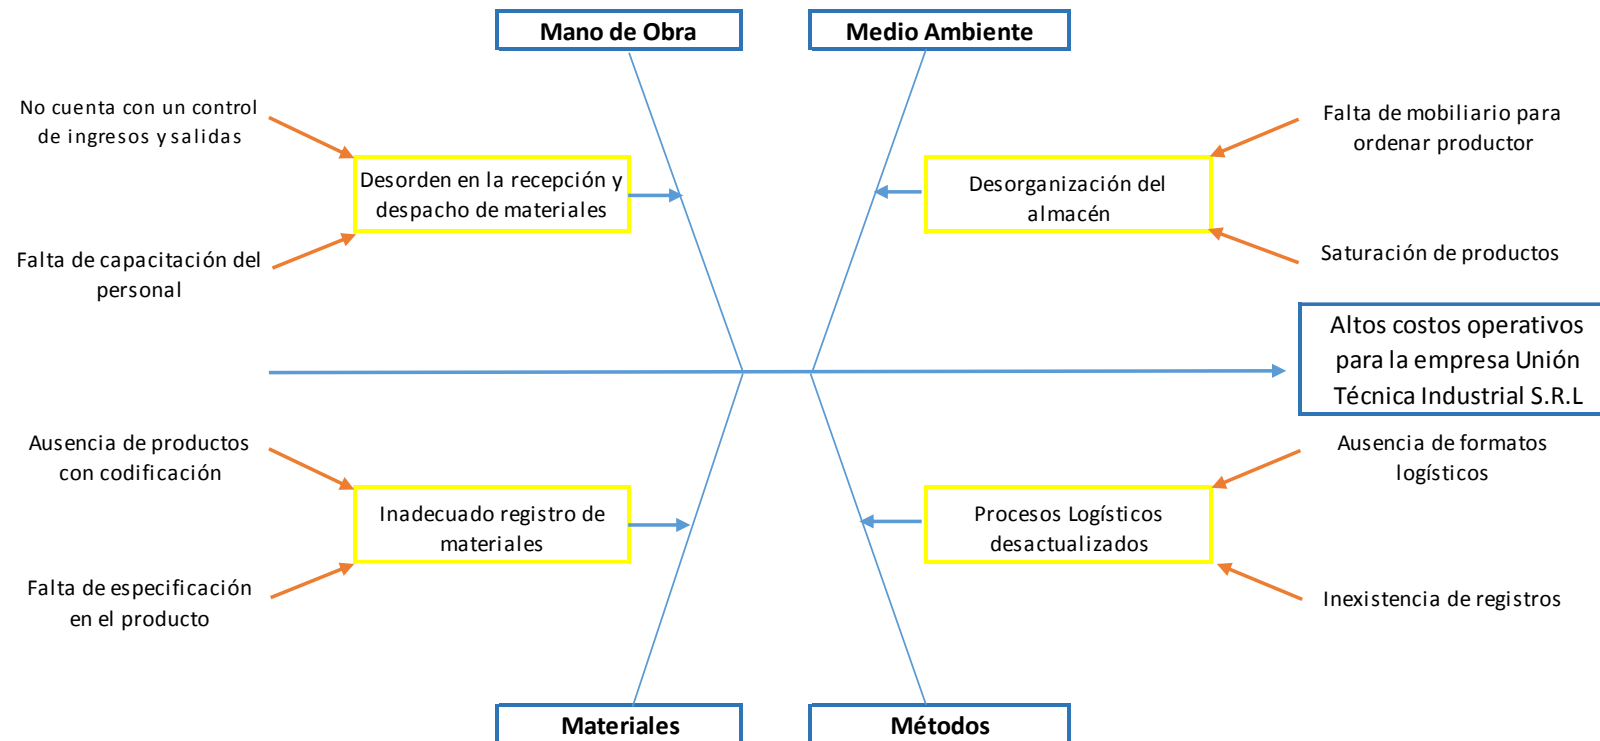 Mano de Obra
Medio Ambiente
No cuenta con un control
de ingresos y salidas
Desorden en la recepción y
despacho de materiales
Falta de capacitación del
personal
Falta de mobiliario para
ordenar productor
Desorganización del
almacén
Saturación de productos
Altos costos operativos
para la empresa Unión
Técnica Industrial S.R.L
Ausencia de productos
con codificación
Inadecuado registro de
materiales
Falta de especificación
en el producto
Ausencia de formatos
logísticos
Procesos Logísticos
desactualizados
Inexistencia de registros
Materiales
Métodos